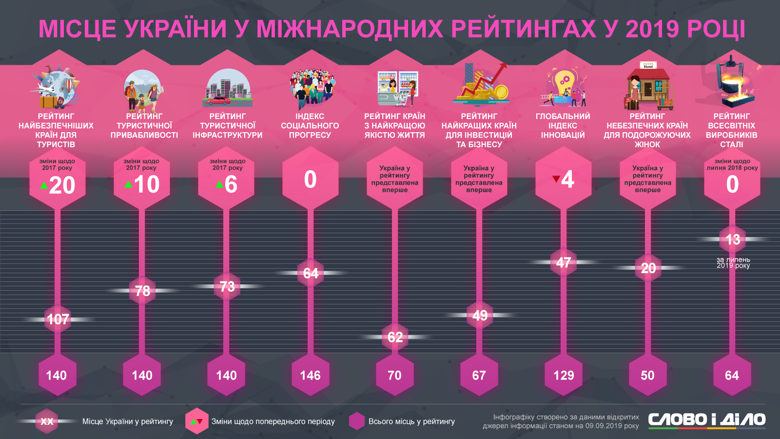 МІСЦЕ УКРАЇНИ У МІЖНАРОДНИХ РЕЙТИНГАХ У 2019 РОЦІ
РЕЙТИНГ
НАЙБЕЗПЕЧНІШИХ
КРАЇН ДЛЯ
ТУРИСТІВ
зміни щодо
2017 року
20
107
140
РЕЙТИНГ
ТУРИСТИЧНОЇ
ПРИВАБЛИВОСТІ
зміни щодо
2017 року
10
78
140
РЕЙТИНГ
ТУРИСТИЧНОЇ
ІНФРАСТРУКТУРИ
зміни щодо
2017 року
6
73
140
ІНДЕКС
СОЦІАЛЬНОГО
ПРОГРЕСУ
0
64
146
РЕЙТИНГ КРАЇН
З НАЙКРАЩОЮ
ЯКІСТЮ ЖИТТЯ
Україна у
рейтингу
представлена
вперше
62
70
РЕЙТИНГ
НАЙКРАЩИХ КРАЇН
ДЛЯ ІНВЕСТИЦІЙ
ТА БІЗНЕСУ
Україна у
рейтингу
представлена
вперше
49
67
ГЛОБАЛЬНИЙ
ІНДЕКС
ІННОВАЦІЙ
4
47
129
РЕЙТИНГ
НЕБЕЗПЕЧНИХ КРАЇН
ДЛЯ ПОДОРОЖУЮЧИХ
ЖІНОК
Україна у
рейтингу
представлена
вперше
20
50
РЕЙТИНГ
ВСЕСВІТНІХ
ВИРОБНИКІВ
СТАЛІ
зміни щодо
липня 2018 року
0
13
за липень
2019 року
64
XX Місце України у рейтингу
Зміни щодо попереднього періоду
Всього місць у рейтингу
Інфографіку створено за даними відкритих
джерел інформації станом на 09.09.2019 року
СЛОВО і ДІЛО